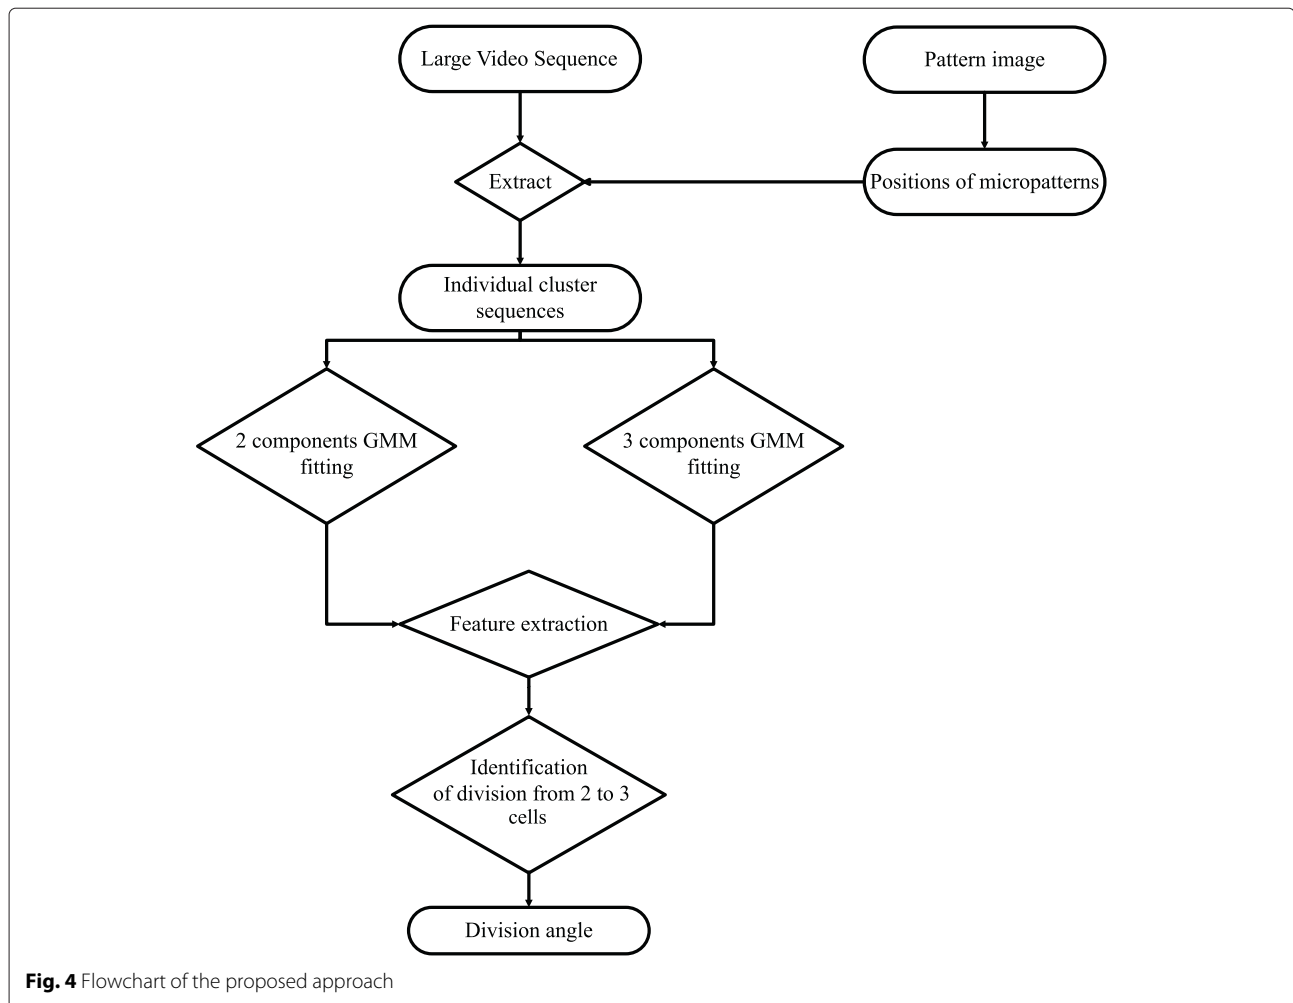 Large Video Sequence
Pattern image
Extract
Positions of micropatterns
Individual cluster
sequences
2 components GMM
fitting
3 components GMM
fitting
Feature extraction
Identification
of division from 2 to 3
cells
Division angle
Fig. 4 Flowchart of the proposed approach